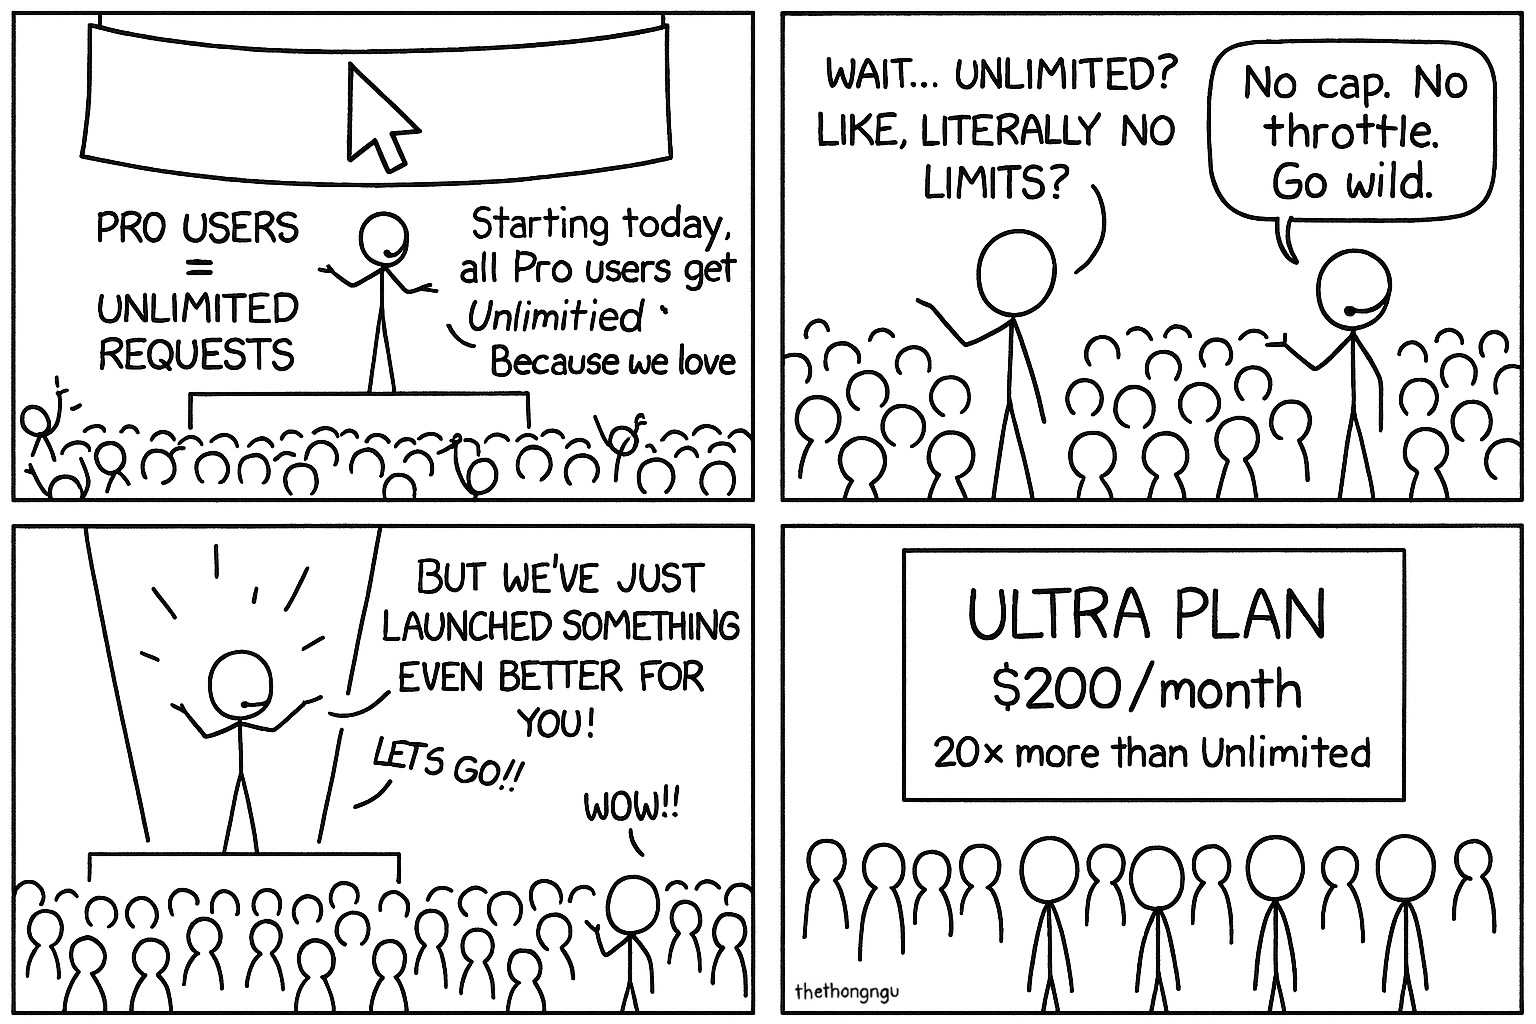 PRO USERS
=
UNLIMITED
REQUESTS
Starting today,
all Pro users get
Unlimitied
Because we love
WAIT... UNLIMITED?
LIKE, LITERALLY NO
LIMITS?
No cap. No
throttle.
Go wild.
BUT WE'VE JUST
LAUNCHED SOMETHING
EVEN BETTER FOR
YOU!
LETS GO!!
WOW!!
ULTRA PLAN
$200/month
20x more than Unlimited
thethongngu